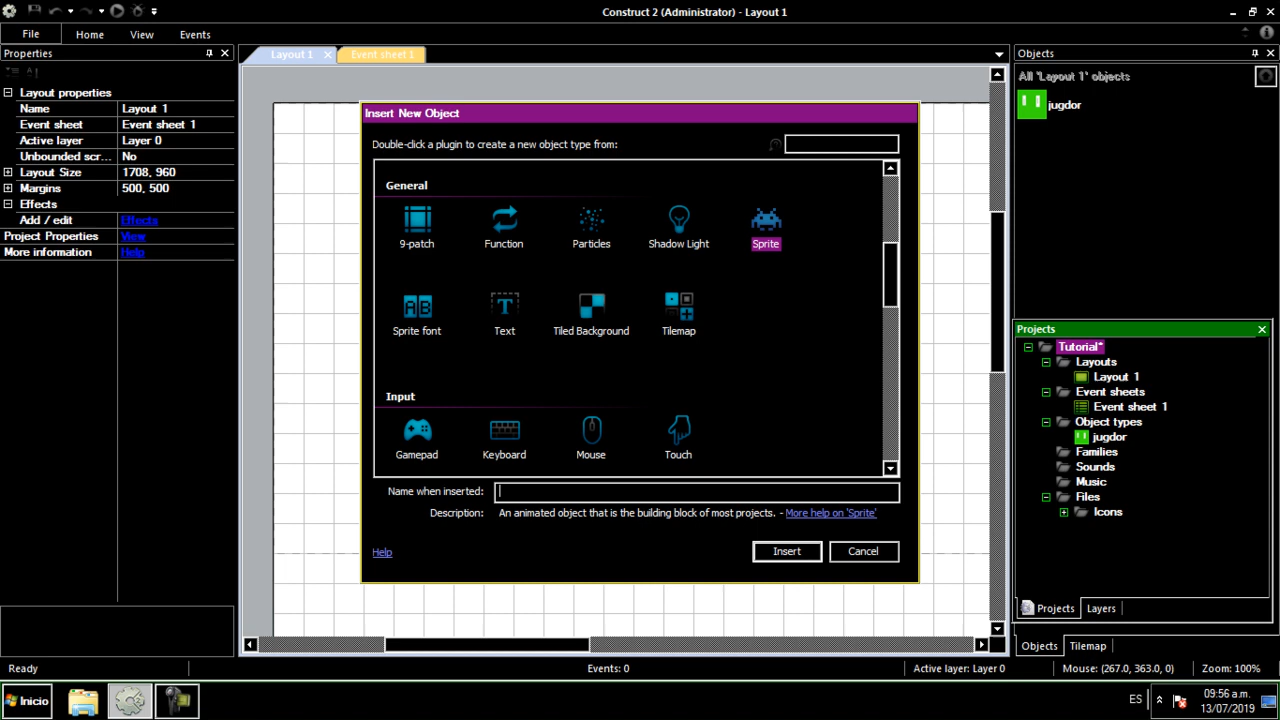 Construct 2 (Administrator) - Layout 1
File
Home
View
Events
Properties
Layout 1
Event sheet 1
Objects
Layout properties
Name Layout 1
Event sheet Event sheet 1
Active layer Layer 0
Unbounded scr... No
Layout Size 1708, 960
Margins 500, 500
Effects
Add / edit Effects
Project Properties View
More information Help
All 'Layout 1' objects
jugdor
Insert New Object
Double-click a plugin to create a new object type from:
General
9-patch
Function
Particles
Shadow Light
Sprite
Sprite font
Text
Tiled Background
Tilemap
Input
Gamepad
Keyboard
Mouse
Touch
Name when inserted:
Description: An animated object that is the building block of most projects. - More help on 'Sprite'
Help
Insert
Cancel
Projects
Tutorial*
Layouts
Layout 1
Event sheets
Event sheet 1
Object types
jugdor
Families
Sounds
Music
Files
Icons
Projects
Layers
Objects
Tilemap
Ready
Events: 0
Active layer: Layer 0
Mouse: (267.0, 363.0, 0)
Zoom: 100%
Inicio
ES
09:56 a.m.
13/07/2019